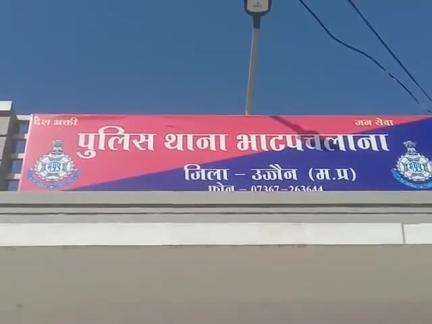 देश भक्ती जन सेवा
पुलिस थाना भाटपचलाना
जिला - उज्जैन (म.प्र)
फोन - 07367-263644